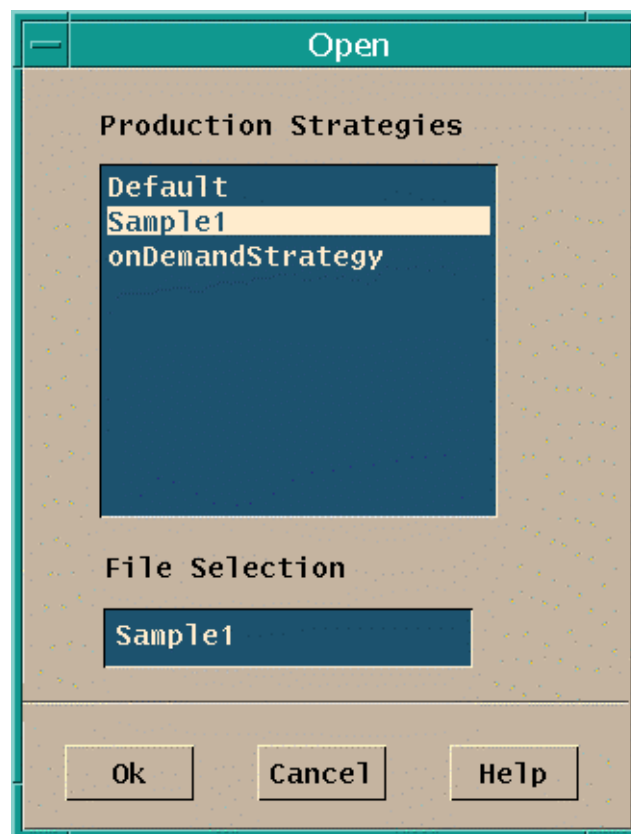 Open
Production Strategies
Default
Sample1
onDemandStrategy
File Selection
Sample1
Ok Cancel Help